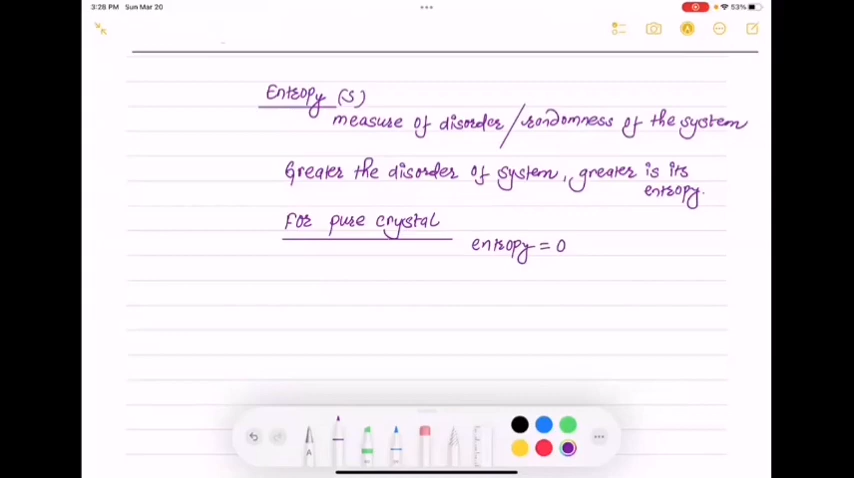 3:28 PM Sun Mar 20
53%
Entropy (S)
measure of disorder / randomness of the system
Greater the disorder of system, greater is its
entropy.
For pure crystal
entropy = 0
A